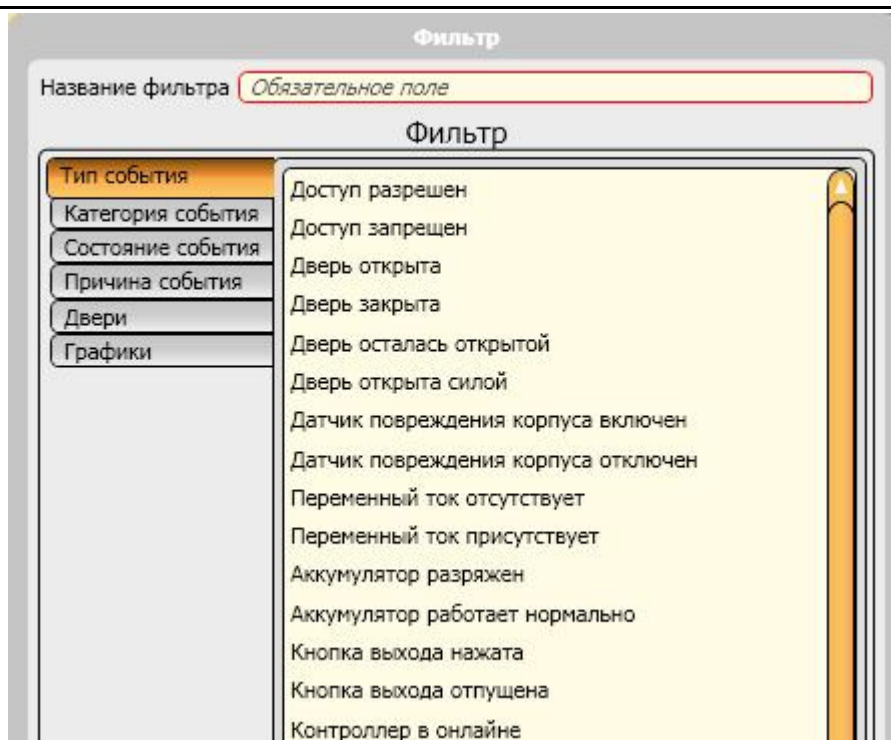 Фильтр
Название фильтра Обязательное поле
Фильтр
Тип события
Категория события
Состояние события
Причина события
Двери
Графики
Доступ разрешен
Доступ запрещен
Дверь открыта
Дверь закрыта
Дверь осталась открытой
Дверь открыта силой
Датчик повреждения корпуса включен
Датчик повреждения корпуса отключен
Переменный ток отсутствует
Переменный ток присутствует
Аккумулятор разряжен
Аккумулятор работает нормально
Кнопка выхода нажата
Кнопка выхода отпущена
Контроллер в онлайне